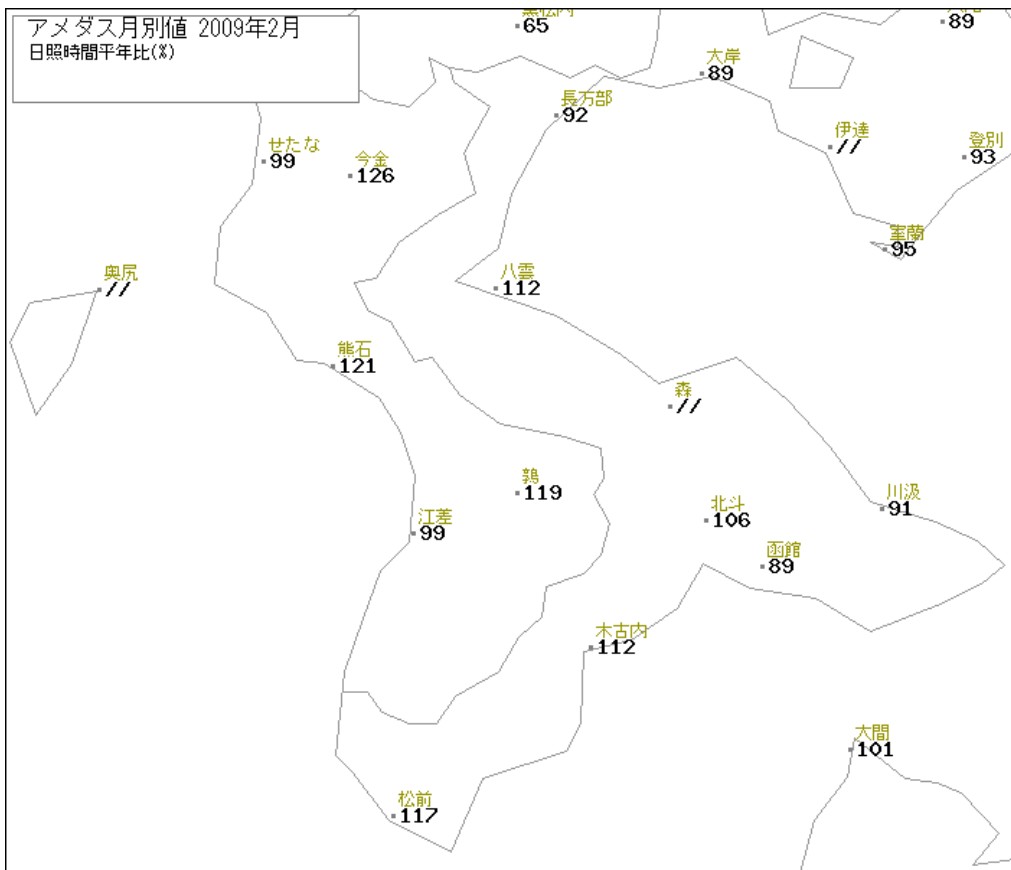 アメダス月別値 2009年2月
日照時間平年比(%)
65
89
大岸
89
長万部
92
伊達
//
登別
93
せたな
99
今金
126
室蘭
95
奥尻
//
八雲
112
熊石
121
森
//
鶉
119
川汲
91
北斗
106
江差
99
函館
89
木古内
112
大間
101
松前
117